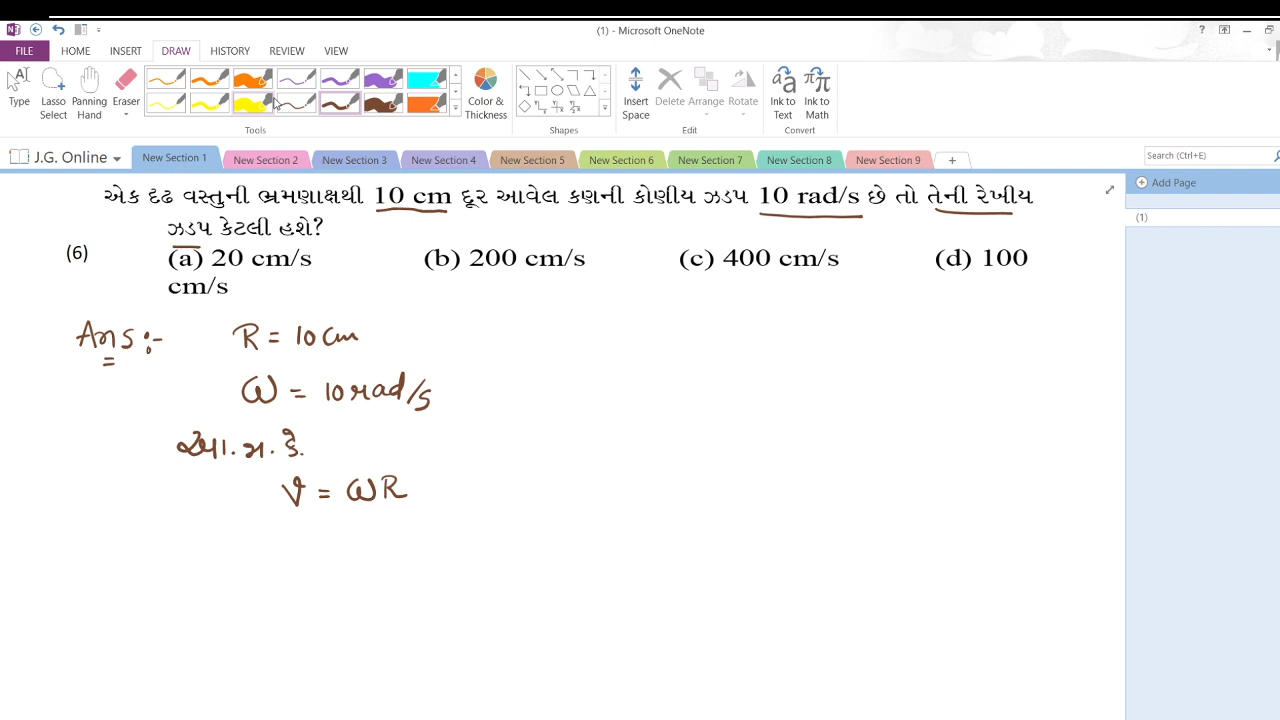 (1) - Microsoft OneNote
FILE HOME INSERT DRAW HISTORY REVIEW VIEW
Type Lasso Select Panning Hand Eraser Color & Thickness Insert Space Delete Arrange Rotate Ink to Text Ink to Math
Tools Shapes Edit Convert
J.G. Online New Section 1 New Section 2 New Section 3 New Section 4 New Section 5 New Section 6 New Section 7 New Section 8 New Section 9 Search (Ctrl+E)
Add Page
(1)
એક દૃઢ વસ્તુની ભ્રમણાક્ષથી 10 cm દૂર આવેલ કણની કોણીય ઝડપ 10 rad/s છે તો તેની રેખીય
ઝડપ કેટલી હશે?
(6) (a) 20 cm/s (b) 200 cm/s (c) 400 cm/s (d) 100
cm/s
Ans :- R = 10 cm
ω = 10 rad/s
આ.મ. કે.
v = ωR